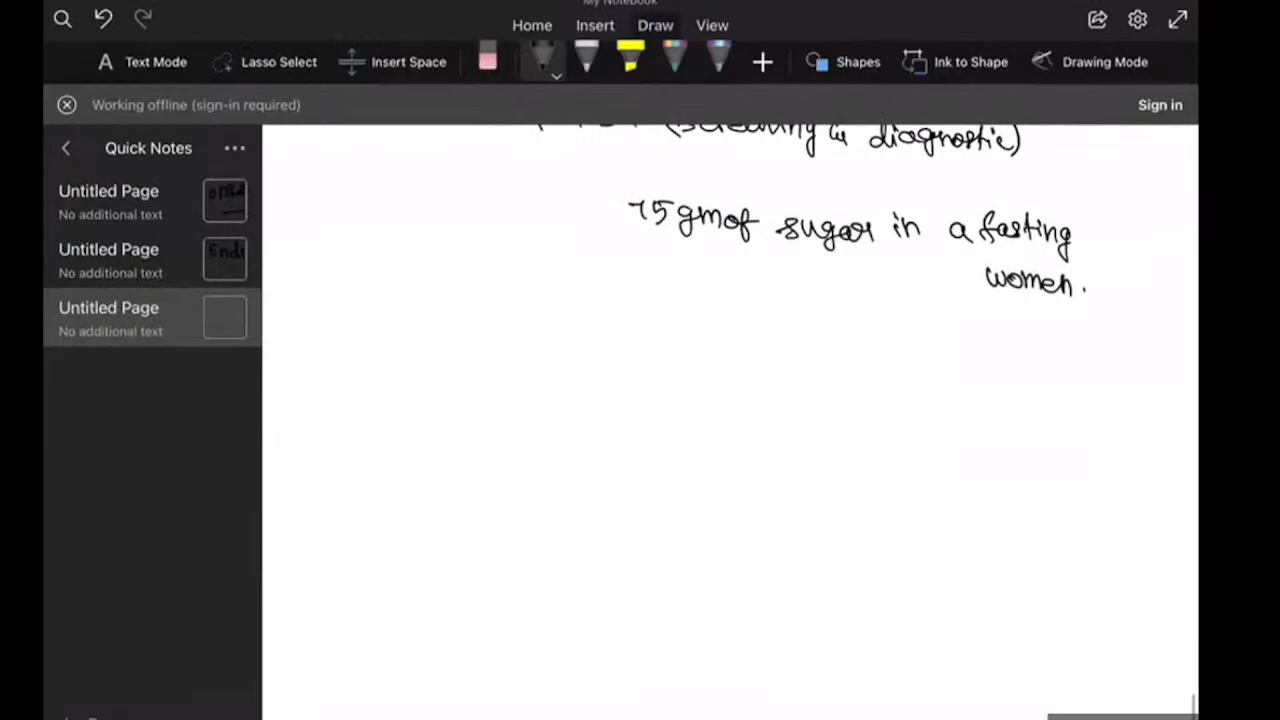 My Notebook
Home Insert Draw View
Text Mode Lasso Select Insert Space Shapes Ink to Shape Drawing Mode
Working offline (sign-in required) Sign in
Quick Notes
Untitled Page
No additional text
Untitled Page
No additional text
Untitled Page
No additional text
(screening diagnostic)
75 gm of sugar in a fasting
women.